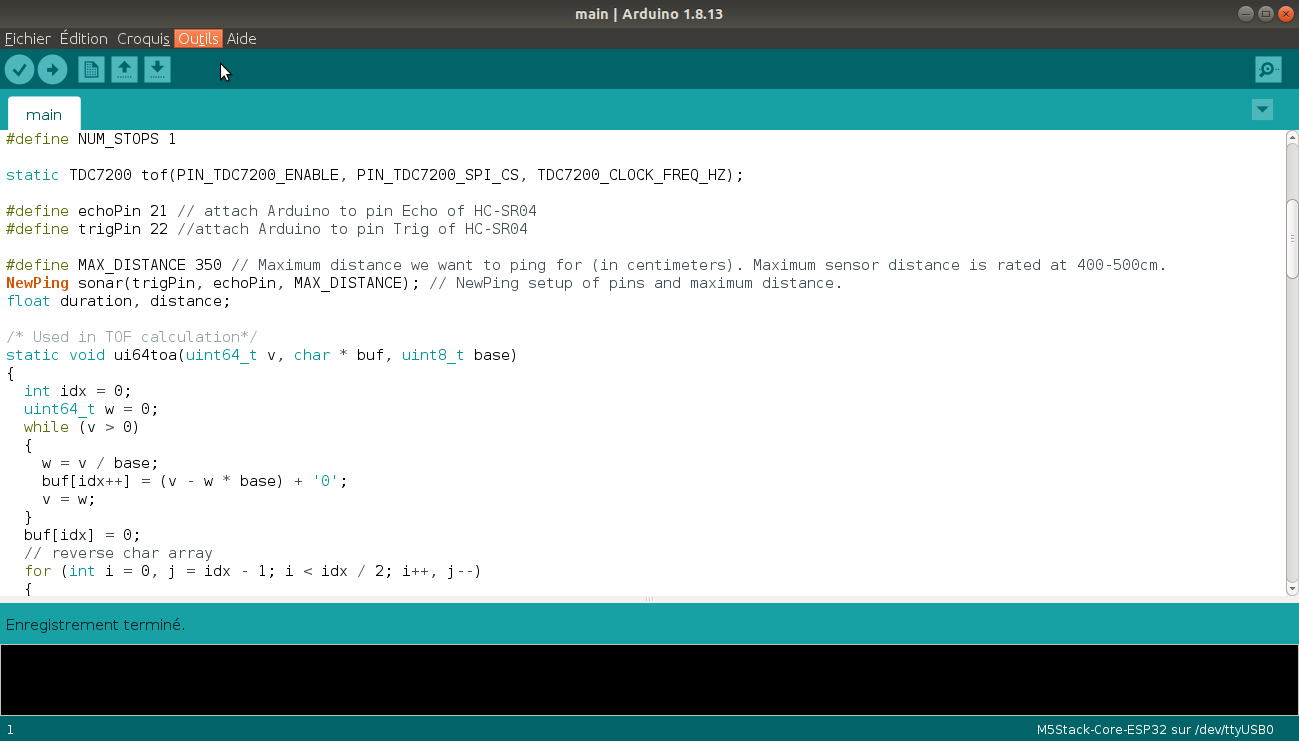 main | Arduino 1.8.13
Fichier Édition Croquis Outils Aide
main
#define NUM_STOPS 1
static TDC7200 tof(PIN_TDC7200_ENABLE, PIN_TDC7200_SPI_CS, TDC7200_CLOCK_FREQ_HZ);
#define echoPin 21 // attach Arduino to pin Echo of HC-SR04
#define trigPin 22 //attach Arduino to pin Trig of HC-SR04
#define MAX_DISTANCE 350 // Maximum distance we want to ping for (in centimeters). Maximum sensor distance is rated at 400-500cm.
NewPing sonar(trigPin, echoPin, MAX_DISTANCE); // NewPing setup of pins and maximum distance.
float duration, distance;
/* Used in TOF calculation*/
static void ui64toa(uint64_t v, char * buf, uint8_t base)
{
  int idx = 0;
  uint64_t w = 0;
  while (v > 0)
  {
    w = v / base;
    buf[idx++] = (v - w * base) + '0';
    v = w;
  }
  buf[idx] = 0;
  // reverse char array
  for (int i = 0, j = idx - 1; i < idx / 2; i++, j--)
  {
Enregistrement terminé.
1 M5Stack-Core-ESP32 sur /dev/ttyUSB0